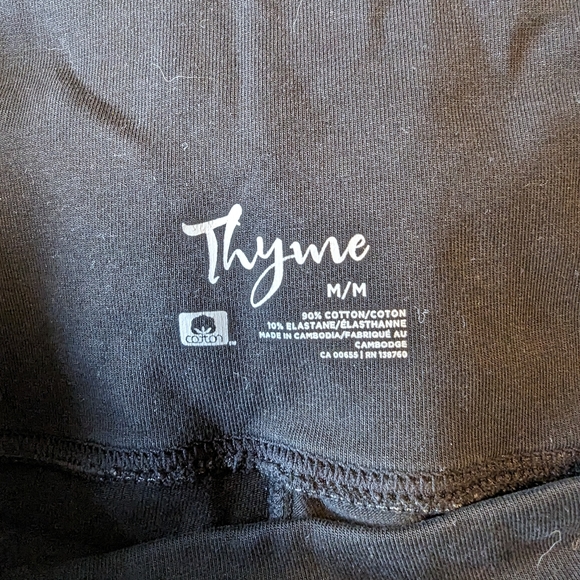 Thyme
M/M
90% COTTON/COTON
10% ELASTANE/ÉLASTHANNE
MADE IN CAMBODIA/FABRIQUÉ AU
CAMBODGE
CA 00655 | RN 138760
cotton